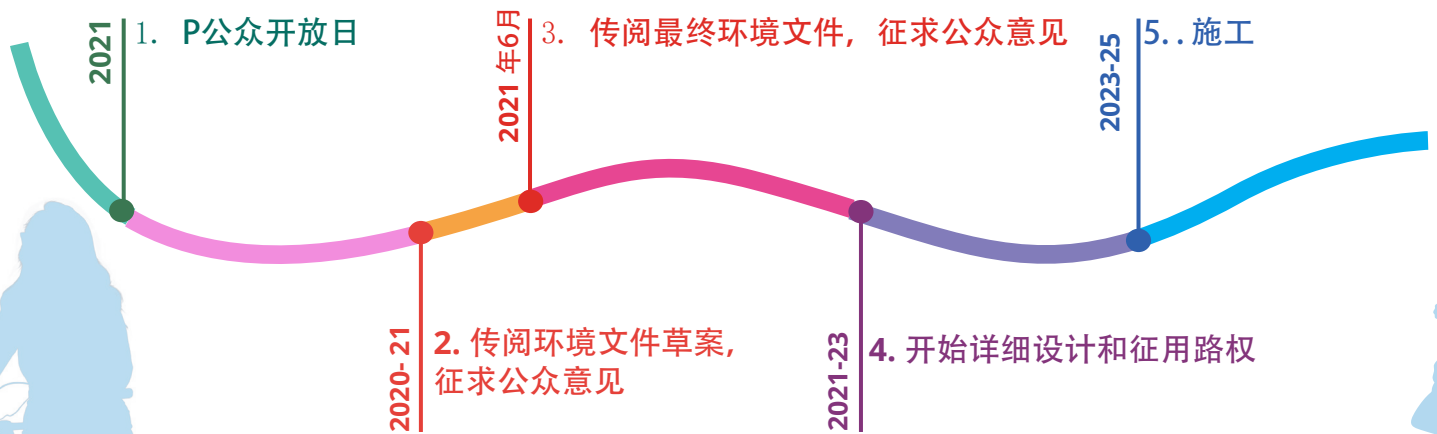 2021
1. P公众开放日
2020- 21
2. 传阅环境文件草案,
征求公众意见
2021 年6月
3. 传阅最终环境文件, 征求公众意见
2021-23
4. 开始详细设计和征用路权
2023-25
5. . 施工